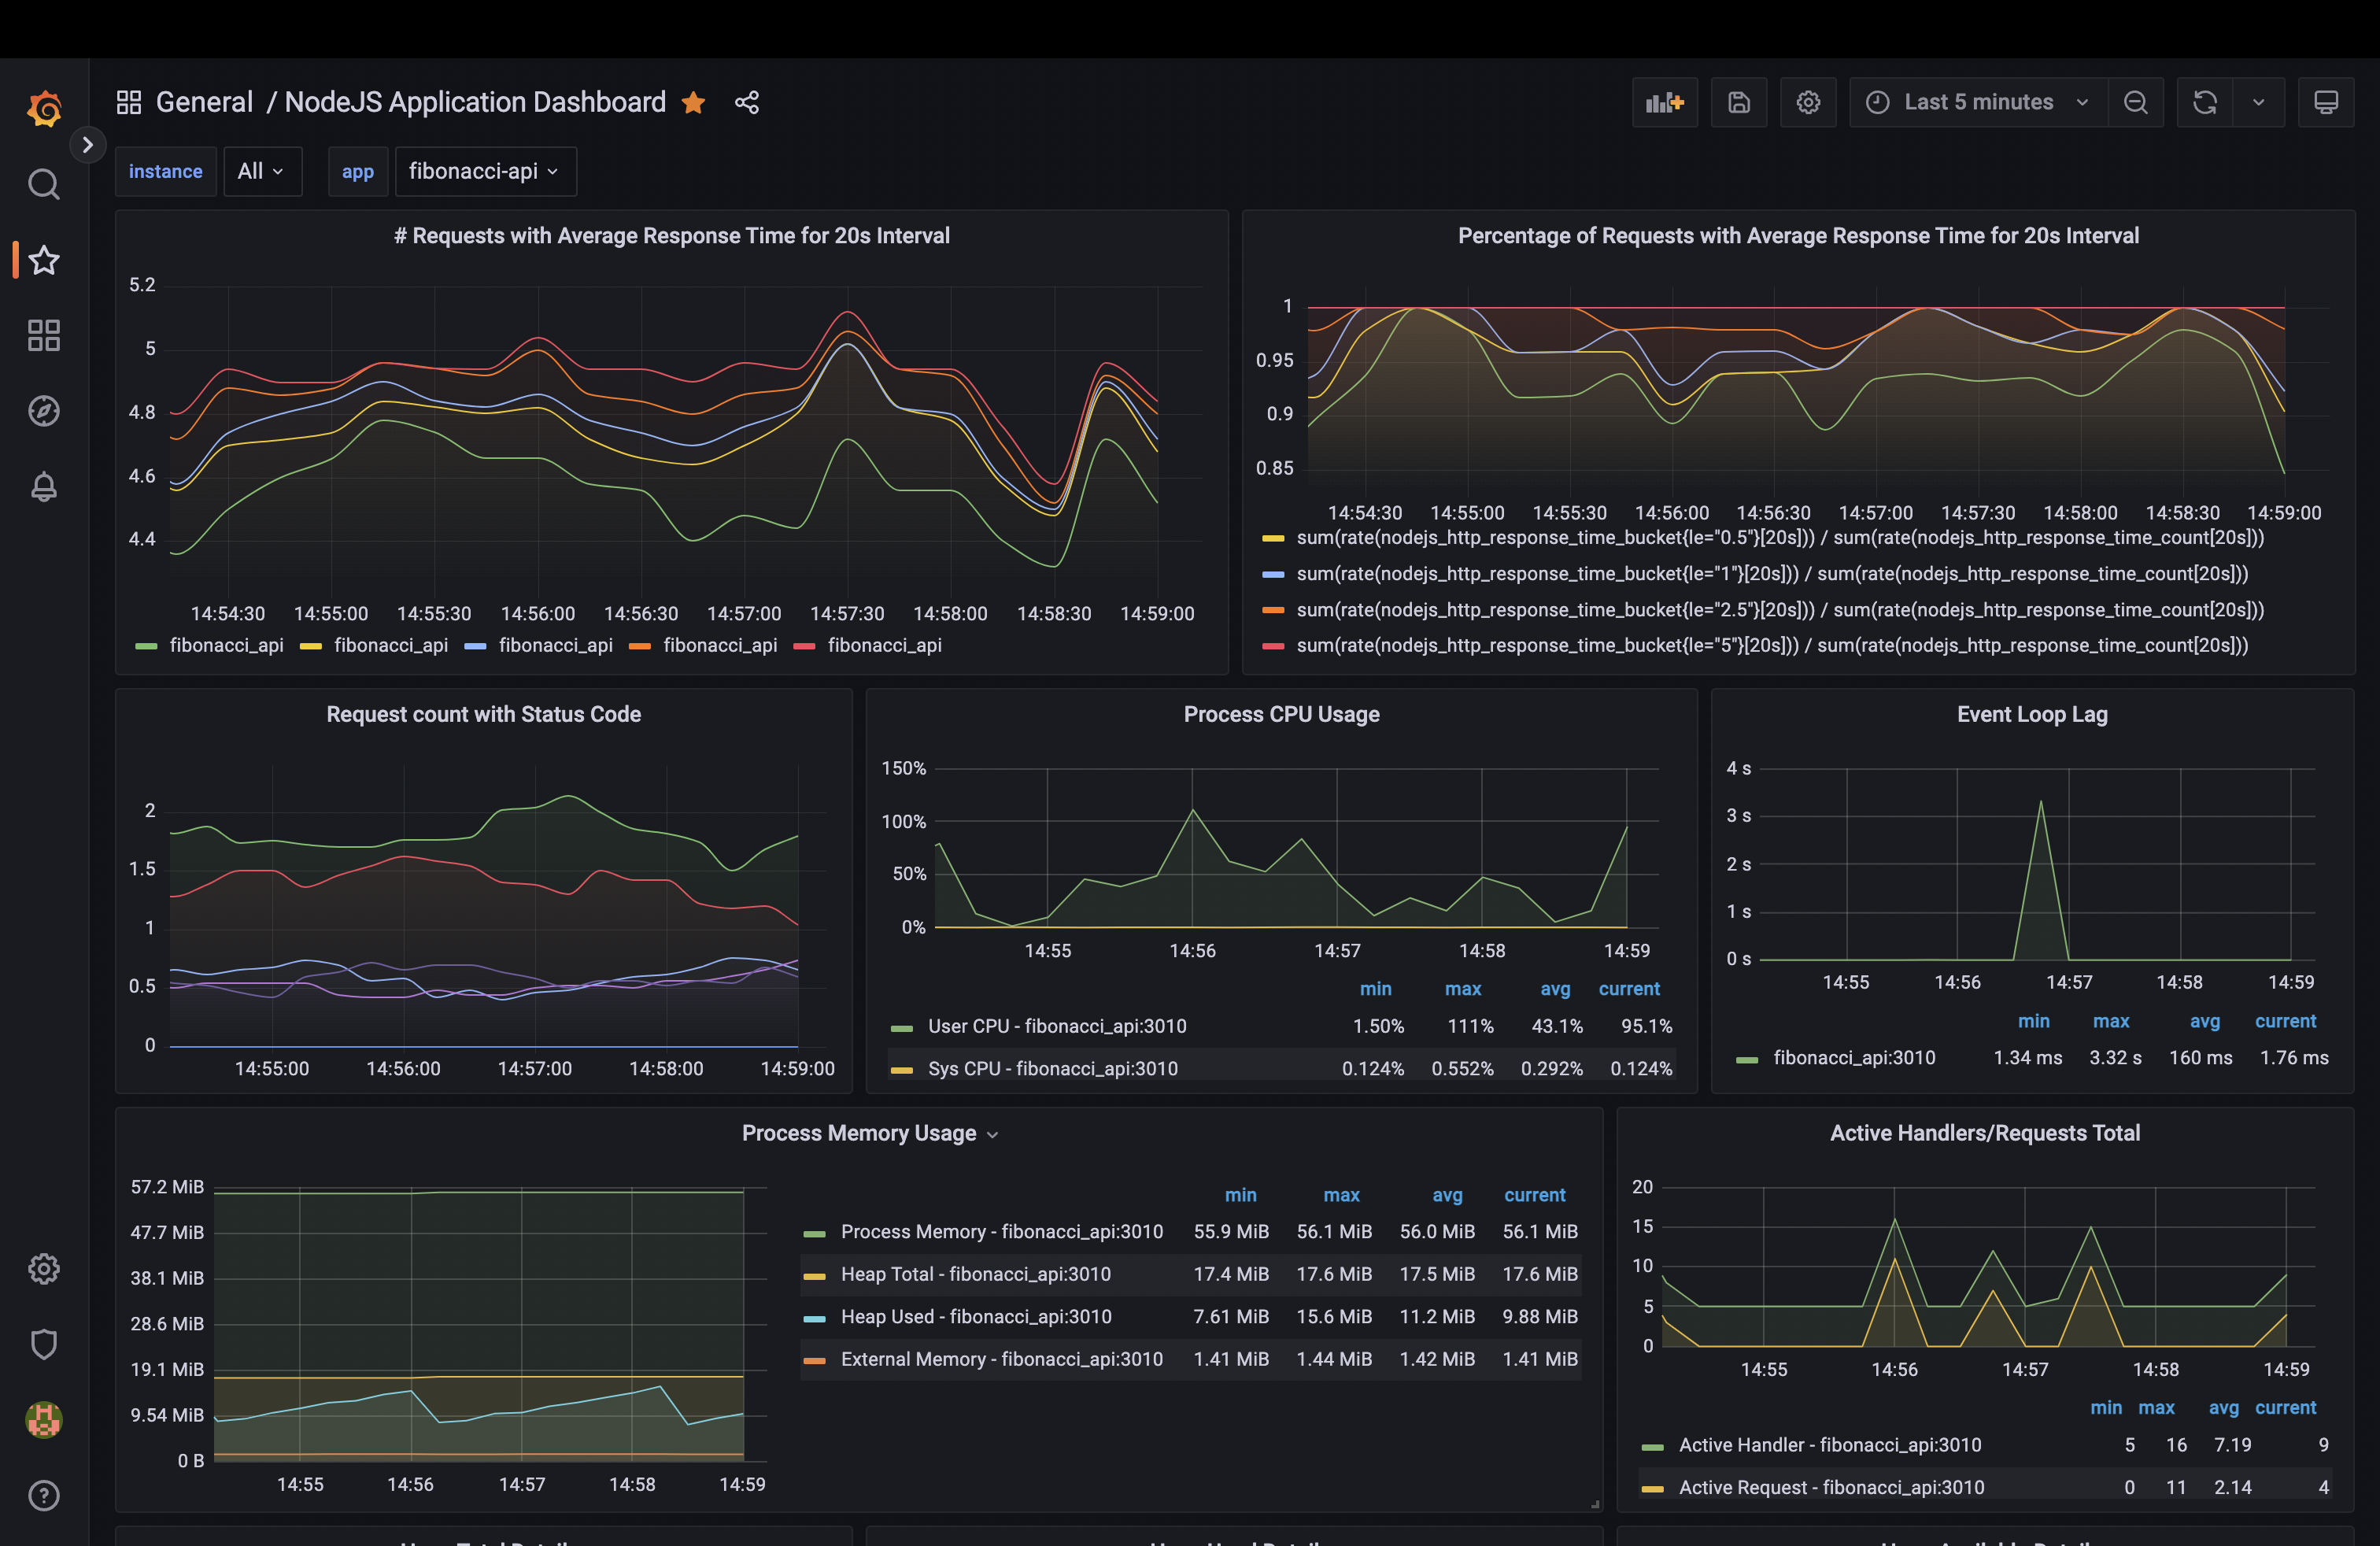 General / NodeJS Application Dashboard
Last 5 minutes
instance All app fibonacci-api
# Requests with Average Response Time for 20s Interval
5.2
5
4.8
4.6
4.4
14:54:30 14:55:00 14:55:30 14:56:00 14:56:30 14:57:00 14:57:30 14:58:00 14:58:30 14:59:00
fibonacci_api fibonacci_api fibonacci_api fibonacci_api fibonacci_api
Percentage of Requests with Average Response Time for 20s Interval
1
0.95
0.9
0.85
14:54:30 14:55:00 14:55:30 14:56:00 14:56:30 14:57:00 14:57:30 14:58:00 14:58:30 14:59:00
sum(rate(nodejs_http_response_time_bucket{le="0.5"}[20s])) / sum(rate(nodejs_http_response_time_count[20s]))
sum(rate(nodejs_http_response_time_bucket{le="1"}[20s])) / sum(rate(nodejs_http_response_time_count[20s]))
sum(rate(nodejs_http_response_time_bucket{le="2.5"}[20s])) / sum(rate(nodejs_http_response_time_count[20s]))
sum(rate(nodejs_http_response_time_bucket{le="5"}[20s])) / sum(rate(nodejs_http_response_time_count[20s]))
Request count with Status Code
2
1.5
1
0.5
0
14:55:00 14:56:00 14:57:00 14:58:00 14:59:00
Process CPU Usage
150%
100%
50%
0%
14:55 14:56 14:57 14:58 14:59
min max avg current
User CPU - fibonacci_api:3010 1.50% 111% 43.1% 95.1%
Sys CPU - fibonacci_api:3010 0.124% 0.552% 0.292% 0.124%
Event Loop Lag
4 s
3 s
2 s
1 s
0 s
14:55 14:56 14:57 14:58 14:59
min max avg current
fibonacci_api:3010 1.34 ms 3.32 s 160 ms 1.76 ms
Process Memory Usage
57.2 MiB
47.7 MiB
38.1 MiB
28.6 MiB
19.1 MiB
9.54 MiB
0 B
14:55 14:56 14:57 14:58 14:59
min max avg current
Process Memory - fibonacci_api:3010 55.9 MiB 56.1 MiB 56.0 MiB 56.1 MiB
Heap Total - fibonacci_api:3010 17.4 MiB 17.6 MiB 17.5 MiB 17.6 MiB
Heap Used - fibonacci_api:3010 7.61 MiB 15.6 MiB 11.2 MiB 9.88 MiB
External Memory - fibonacci_api:3010 1.41 MiB 1.44 MiB 1.42 MiB 1.41 MiB
Active Handlers/Requests Total
20
15
10
5
0
14:55 14:56 14:57 14:58 14:59
min max avg current
Active Handler - fibonacci_api:3010 5 16 7.19 9
Active Request - fibonacci_api:3010 0 11 2.14 4